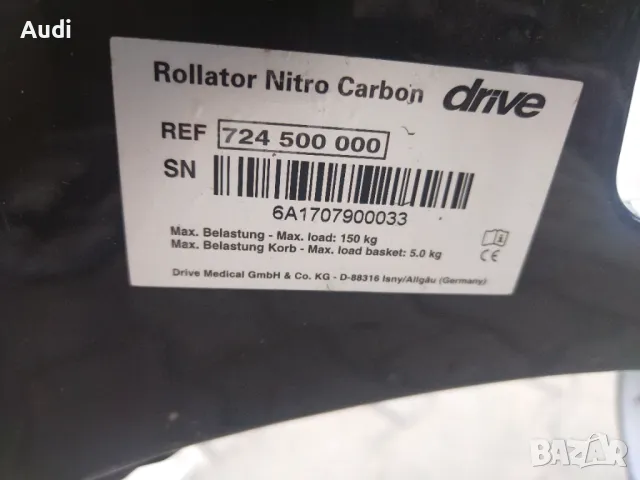 Audi
Rollator Nitro Carbon drive
REF 724 500 000
SN
6A1707900033
Max. Belastung - Max. load: 150 kg
Max. Belastung Korb - Max. load basket: 5.0 kg
CE
Drive Medical GmbH & Co. KG - D-88316 Isny/Allgäu (Germany)
BAZAR